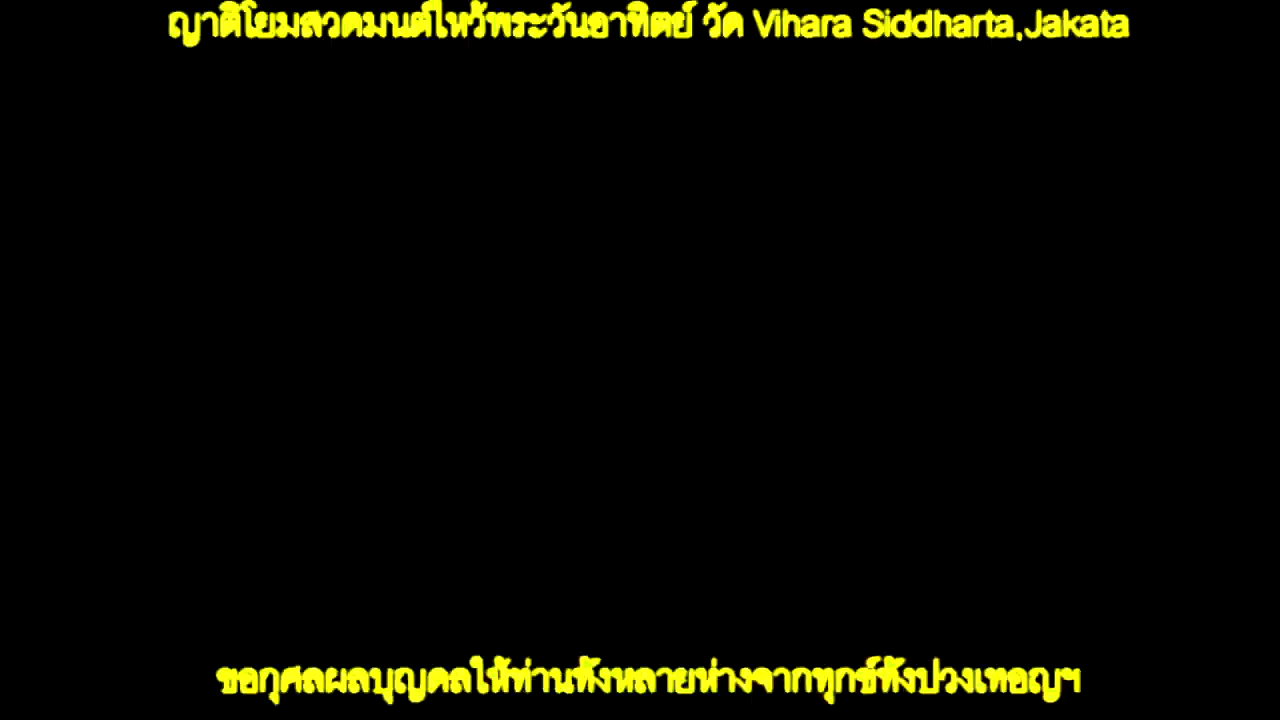 ญาติโยมสวดมนต์ไหว้พระวันอาทิตย์ วัด Vihara Siddharta,Jakata
ขอกุศลผลบุญดลให้ท่านทั้งหลายห่างจากทุกข์ทั้งปวงเทอญฯ